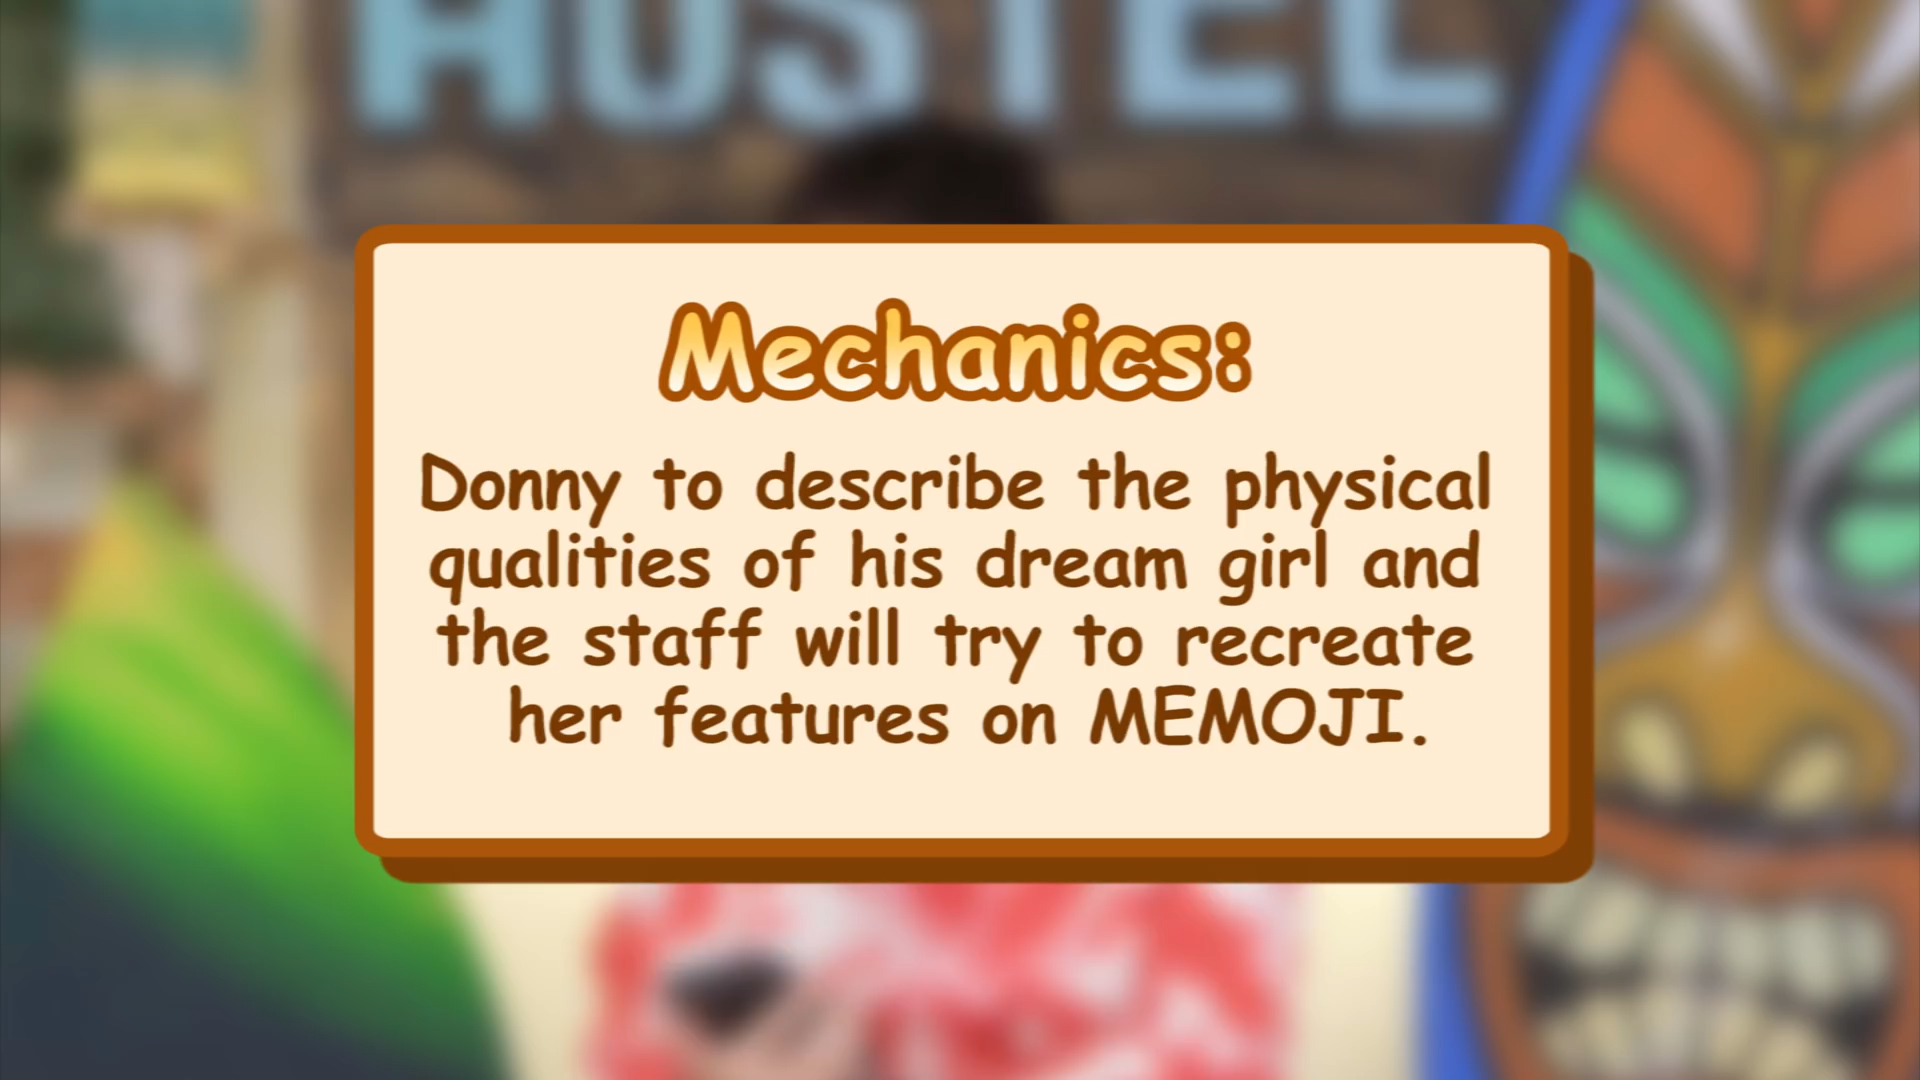 HOSTEL
Mechanics:
Donny to describe the physical
qualities of his dream girl and
the staff will try to recreate
her features on MEMOJI.